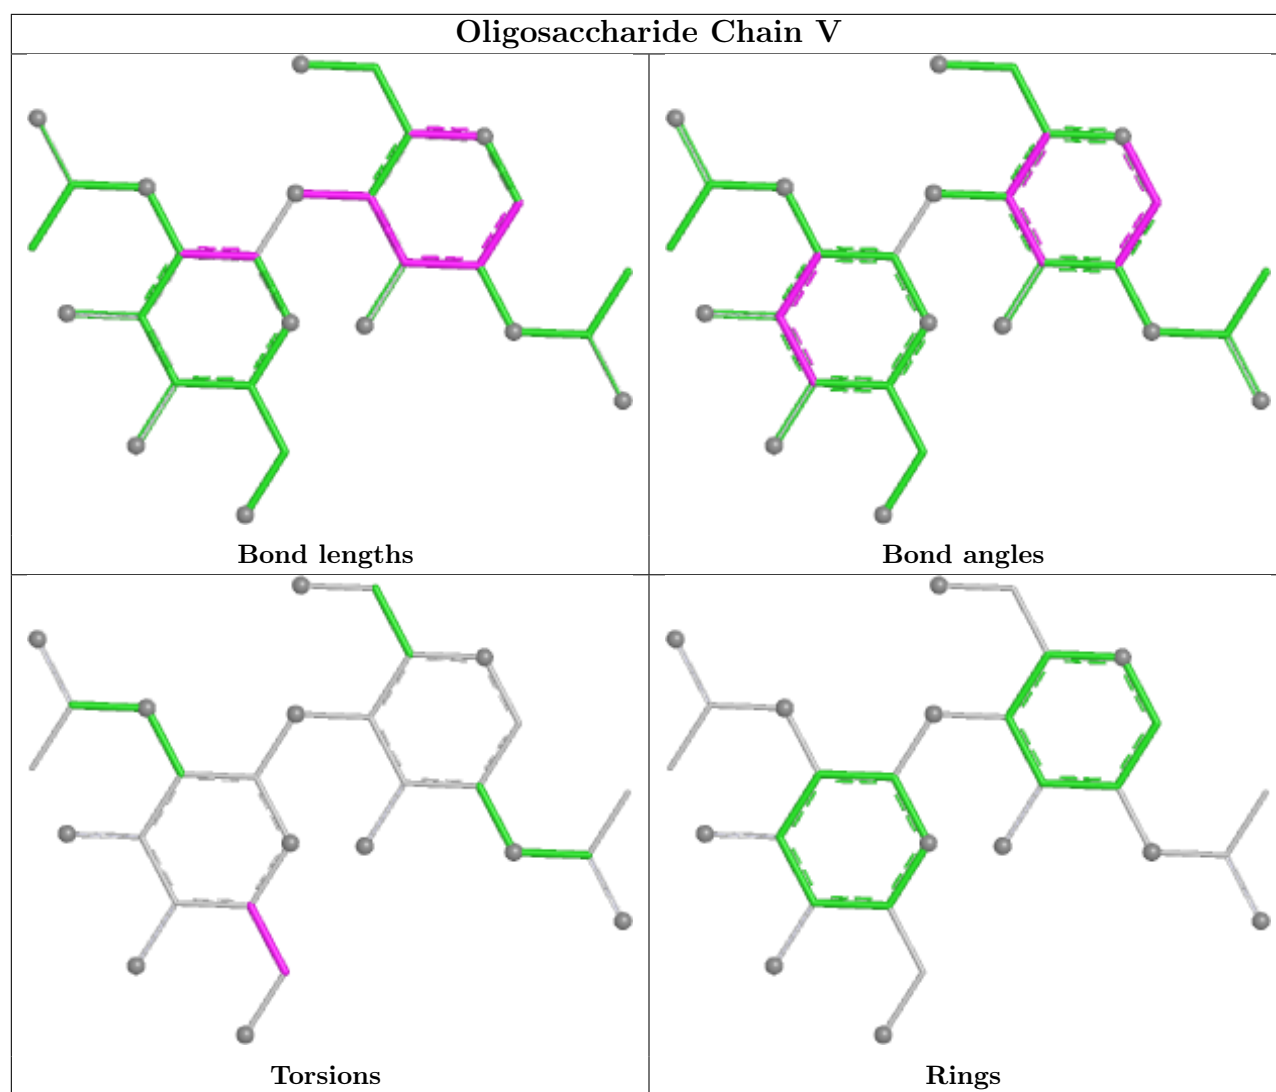 Oligosaccharide Chain V
Bond lengths
Bond angles
Torsions
Rings